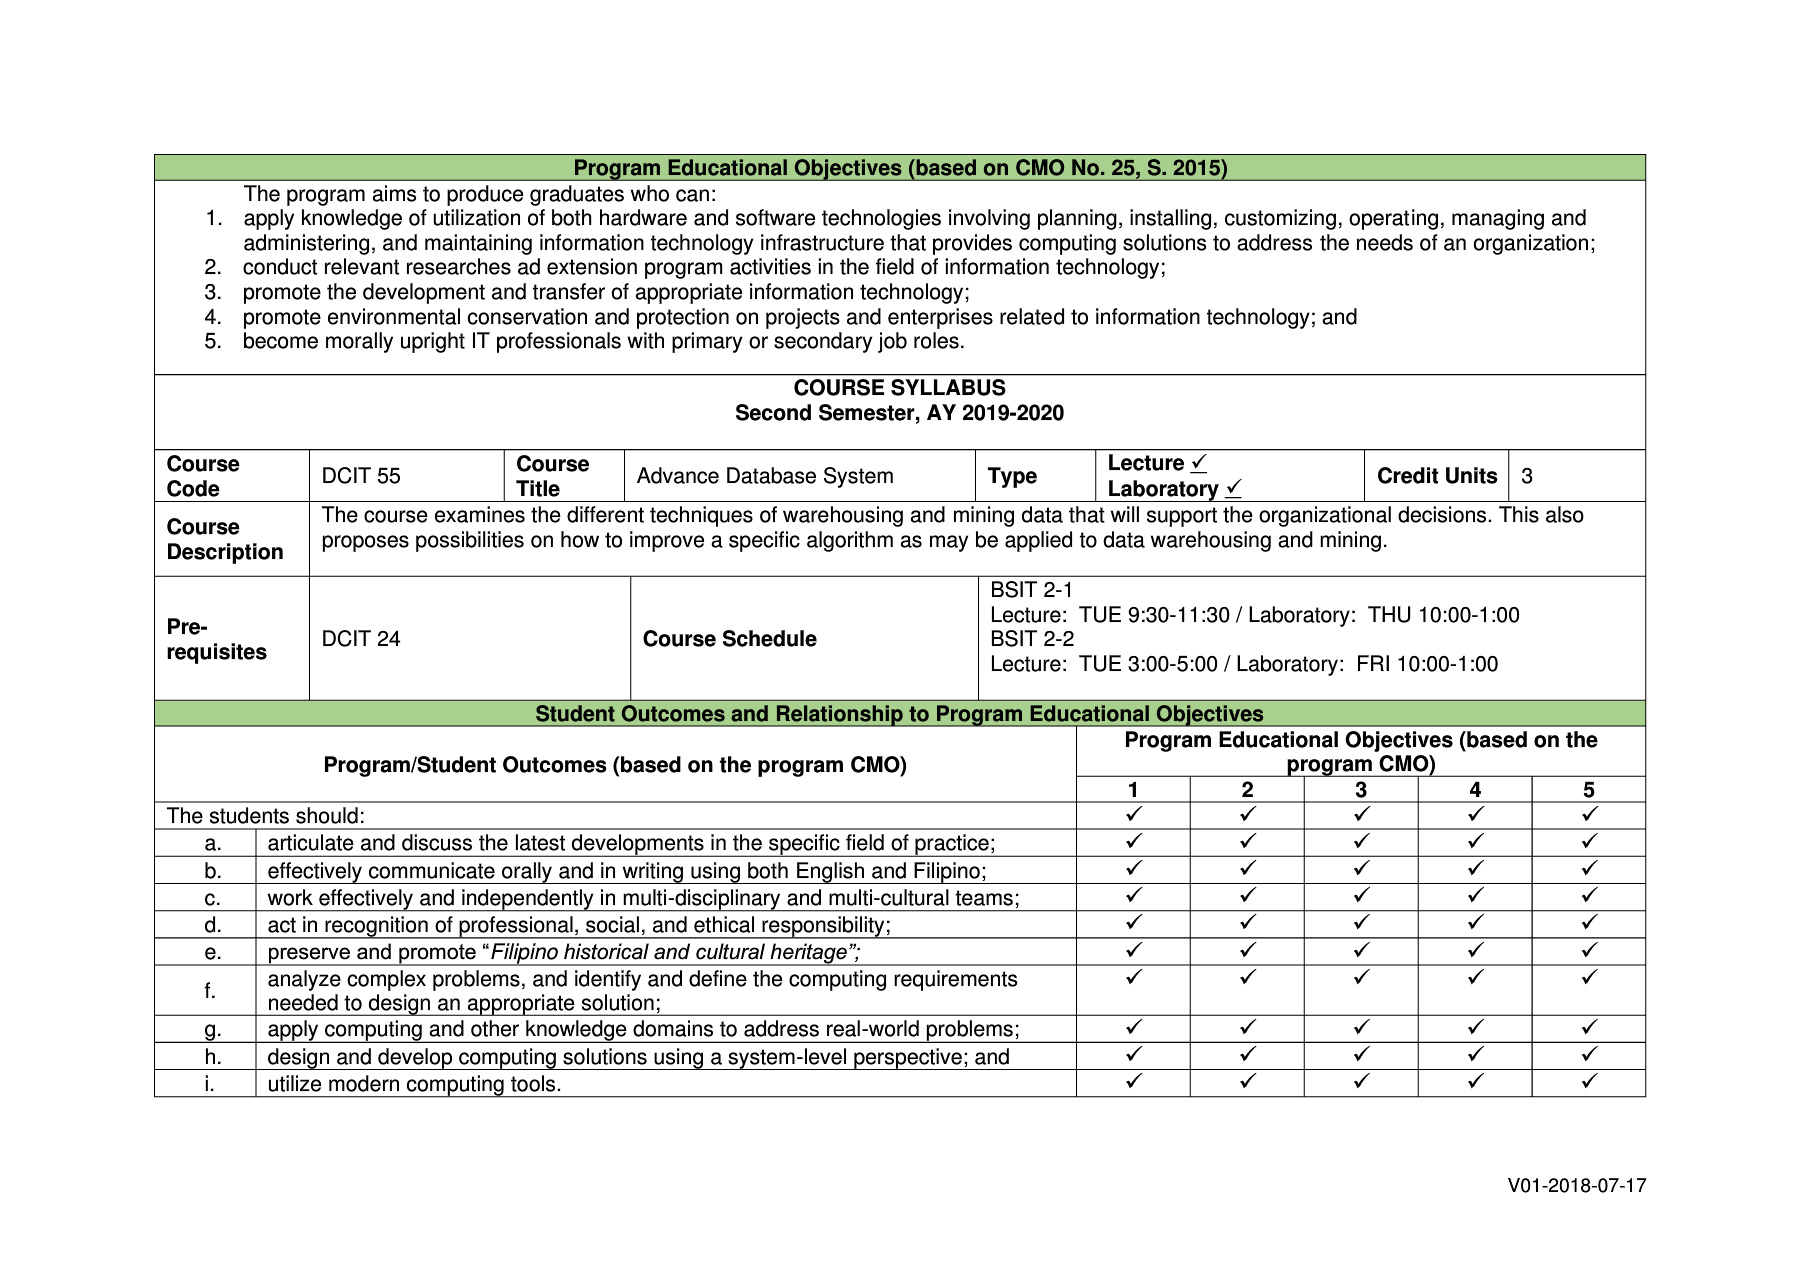 Program Educational Objectives (based on CMO No. 25, S. 2015)
The program aims to produce graduates who can:
1. apply knowledge of utilization of both hardware and software technologies involving planning, installing, customizing, operating, managing and
administering, and maintaining information technology infrastructure that provides computing solutions to address the needs of an organization;
2. conduct relevant researches ad extension program activities in the field of information technology;
3. promote the development and transfer of appropriate information technology;
4. promote environmental conservation and protection on projects and enterprises related to information technology; and
5. become morally upright IT professionals with primary or secondary job roles.
COURSE SYLLABUS
Second Semester, AY 2019-2020
Course
Code
DCIT 55
Course
Title
Advance Database System
Type
Lecture ✓
Laboratory ✓
Credit Units
3
Course
Description
The course examines the different techniques of warehousing and mining data that will support the organizational decisions. This also
proposes possibilities on how to improve a specific algorithm as may be applied to data warehousing and mining.
Pre-
requisites
DCIT 24
Course Schedule
BSIT 2-1
Lecture: TUE 9:30-11:30 / Laboratory: THU 10:00-1:00
BSIT 2-2
Lecture: TUE 3:00-5:00 / Laboratory: FRI 10:00-1:00
Student Outcomes and Relationship to Program Educational Objectives
Program/Student Outcomes (based on the program CMO)
Program Educational Objectives (based on the
program CMO)
1 2 3 4 5
The students should: ✓ ✓ ✓ ✓ ✓
a. articulate and discuss the latest developments in the specific field of practice; ✓ ✓ ✓ ✓ ✓
b. effectively communicate orally and in writing using both English and Filipino; ✓ ✓ ✓ ✓ ✓
c. work effectively and independently in multi-disciplinary and multi-cultural teams; ✓ ✓ ✓ ✓ ✓
d. act in recognition of professional, social, and ethical responsibility; ✓ ✓ ✓ ✓ ✓
e. preserve and promote “Filipino historical and cultural heritage”; ✓ ✓ ✓ ✓ ✓
f. analyze complex problems, and identify and define the computing requirements ✓ ✓ ✓ ✓ ✓
needed to design an appropriate solution;
g. apply computing and other knowledge domains to address real-world problems; ✓ ✓ ✓ ✓ ✓
h. design and develop computing solutions using a system-level perspective; and ✓ ✓ ✓ ✓ ✓
i. utilize modern computing tools. ✓ ✓ ✓ ✓ ✓
V01-2018-07-17